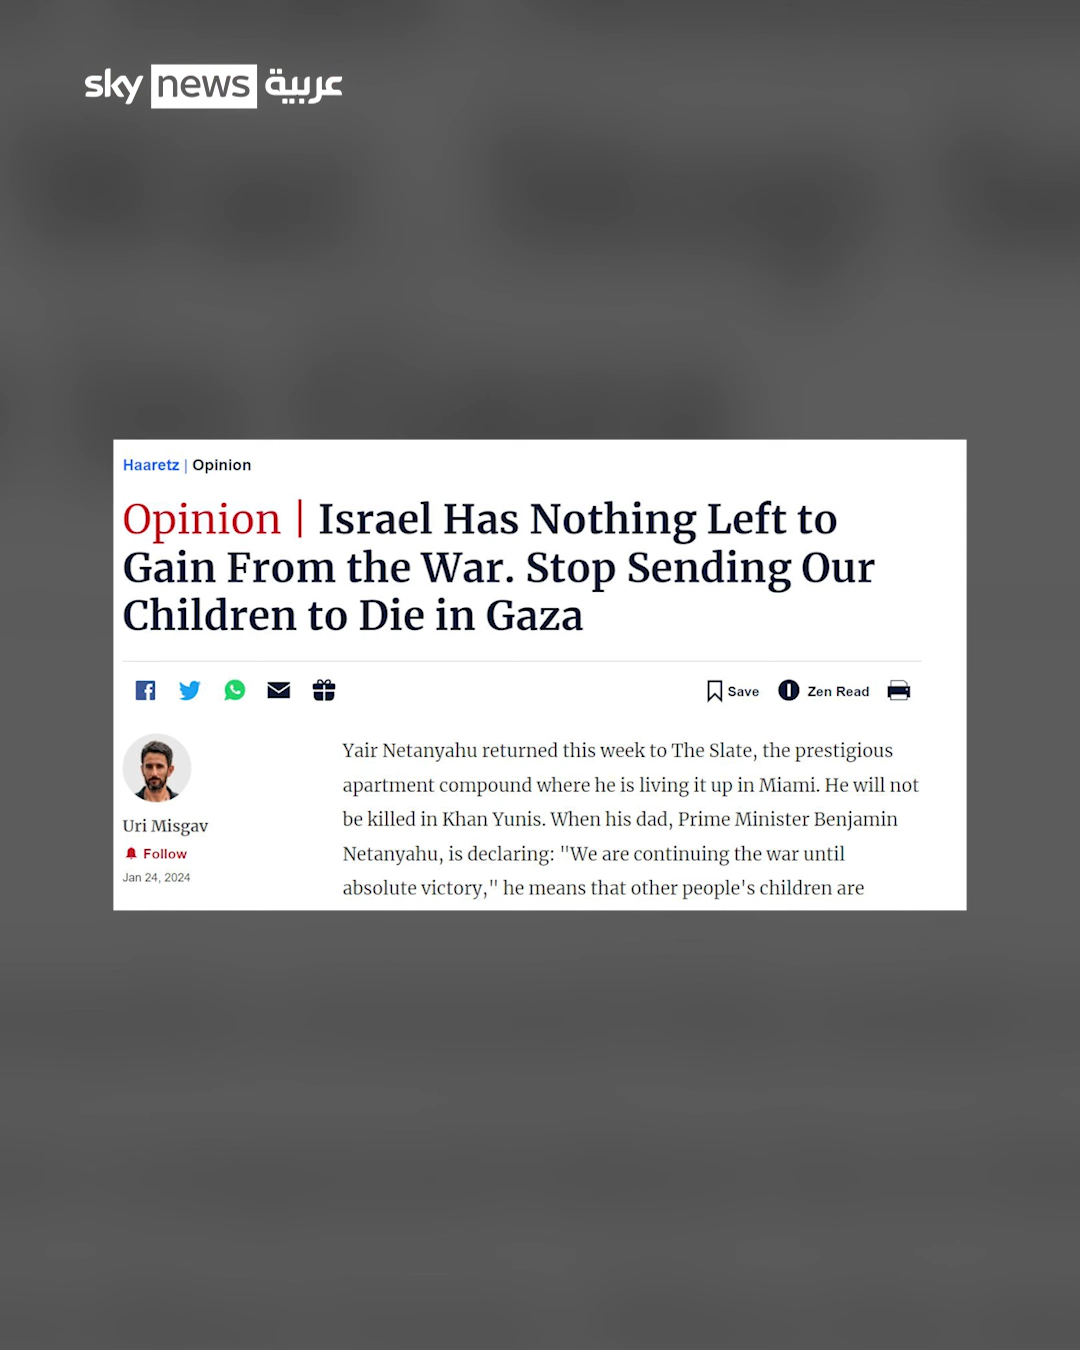 sky news عربية
Haaretz | Opinion
Opinion | Israel Has Nothing Left to
Gain From the War. Stop Sending Our
Children to Die in Gaza
Save Zen Read
Yair Netanyahu returned this week to The Slate, the prestigious
apartment compound where he is living it up in Miami. He will not
be killed in Khan Yunis. When his dad, Prime Minister Benjamin
Netanyahu, is declaring: "We are continuing the war until
absolute victory," he means that other people's children are
Uri Misgav
Follow
Jan 24, 2024